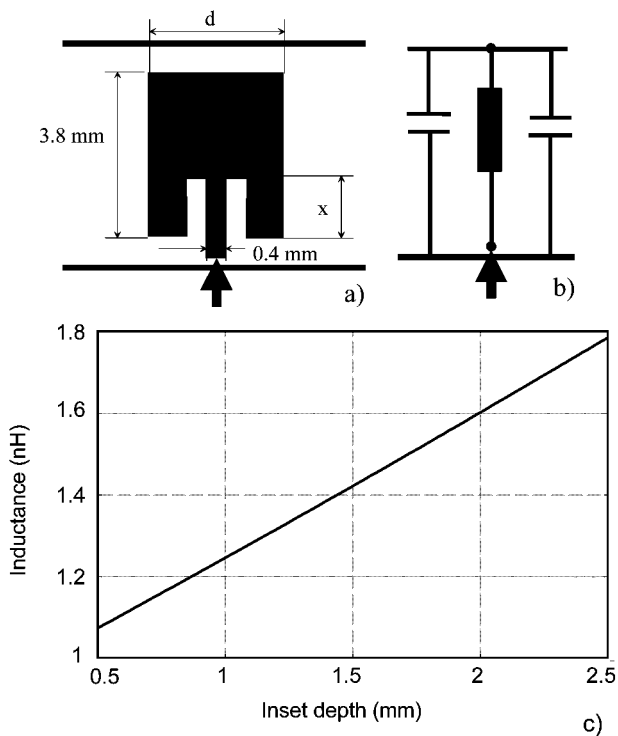 d
3.8 mm
x
0.4 mm
a)
b)
1.8
1.6
1.4
1.2
1
0.5
1
1.5
2
2.5
Inductance (nH)
Inset depth (mm)
c)